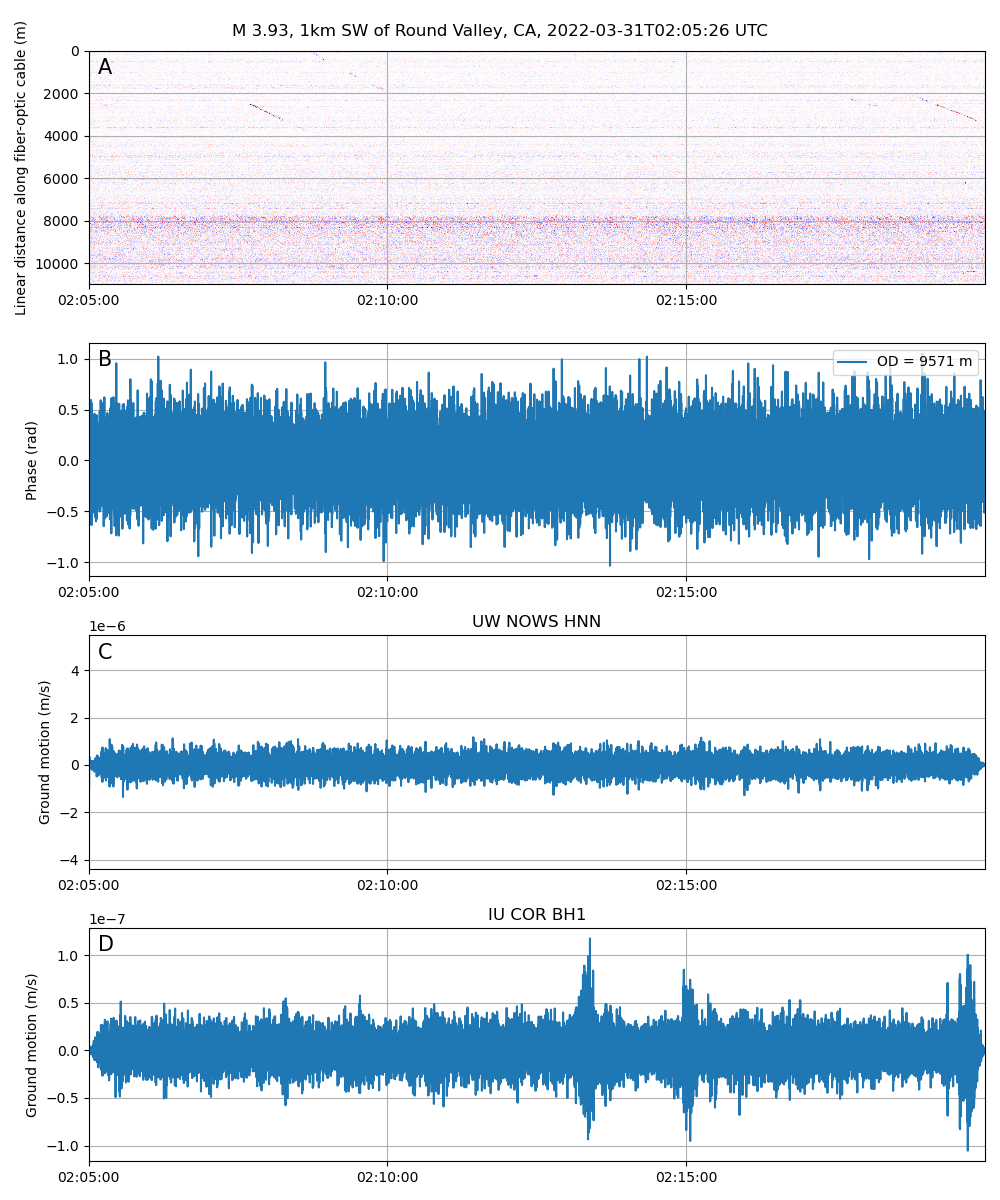 M 3.93, 1km SW of Round Valley, CA, 2022-03-31T02:05:26 UTC
A
Linear distance along fiber-optic cable (m)
0
2000
4000
6000
8000
10000
02:05:00 02:10:00 02:15:00
B
OD = 9571 m
Phase (rad)
1.0
0.5
0.0
−0.5
−1.0
02:05:00 02:10:00 02:15:00
UW NOWS HNN
1e−6
C
Ground motion (m/s)
4
2
0
−2
−4
02:05:00 02:10:00 02:15:00
IU COR BH1
1e−7
D
Ground motion (m/s)
1.0
0.5
0.0
−0.5
−1.0
02:05:00 02:10:00 02:15:00